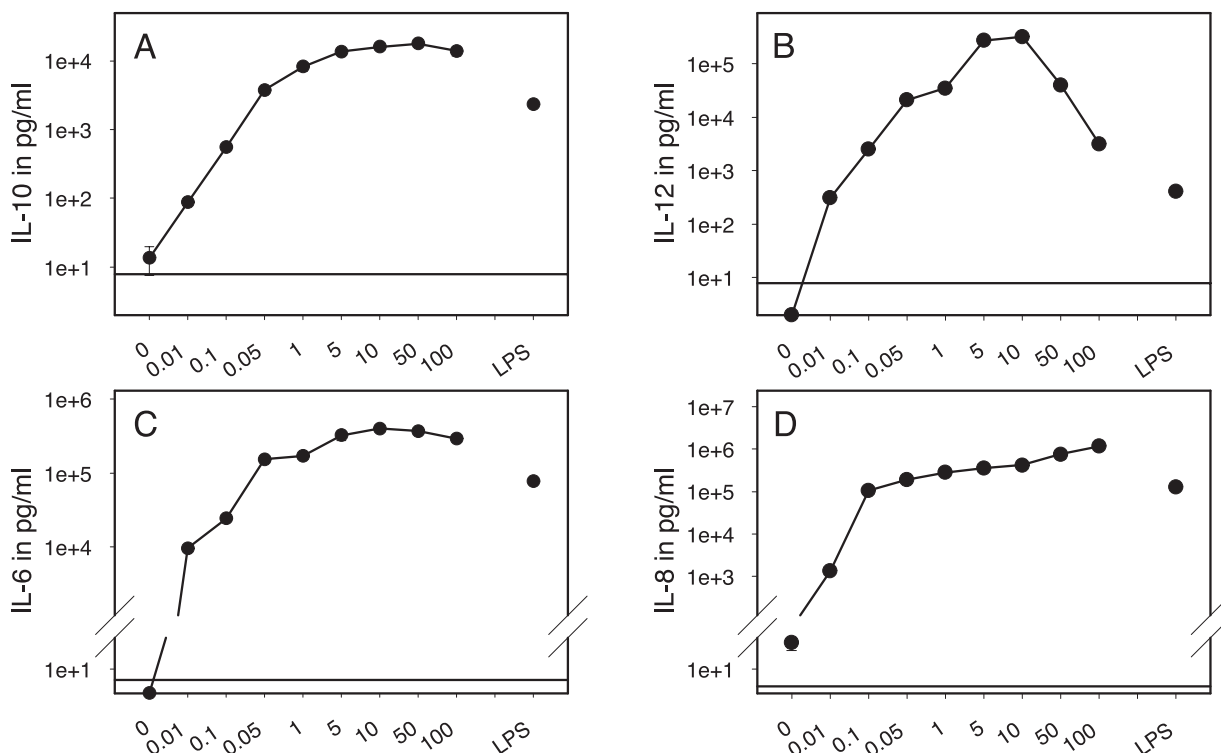 A
IL-10 in pg/ml
1e+4
1e+3
1e+2
1e+1
0 0.01 0.1 0.05 1 5 10 50 100 LPS
B
IL-12 in pg/ml
1e+5
1e+4
1e+3
1e+2
1e+1
0 0.01 0.1 0.05 1 5 10 50 100 LPS
C
IL-6 in pg/ml
1e+6
1e+5
1e+4
1e+1
0 0.01 0.1 0.05 1 5 10 50 100 LPS
D
IL-8 in pg/ml
1e+7
1e+6
1e+5
1e+4
1e+3
1e+1
0 0.01 0.1 0.05 1 5 10 50 100 LPS